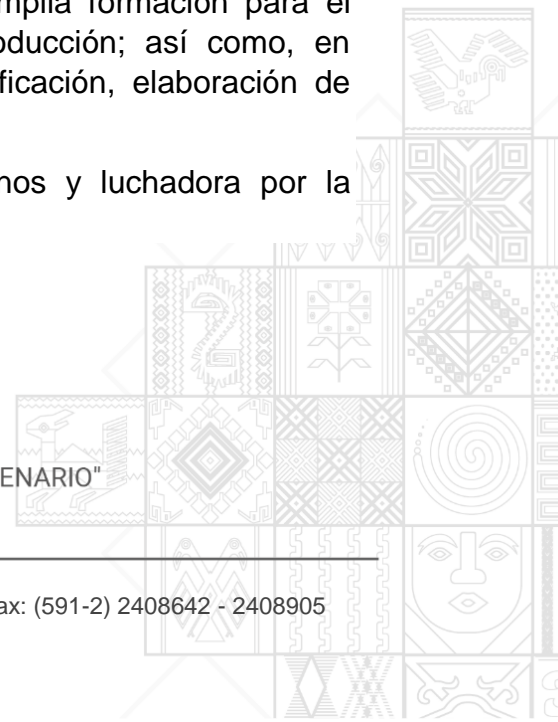 mplia formación para el
oducción; así como, en
ificación, elaboración de
nos y luchadora por la
ENARIO"
ax: (591-2) 2408642 - 2408905